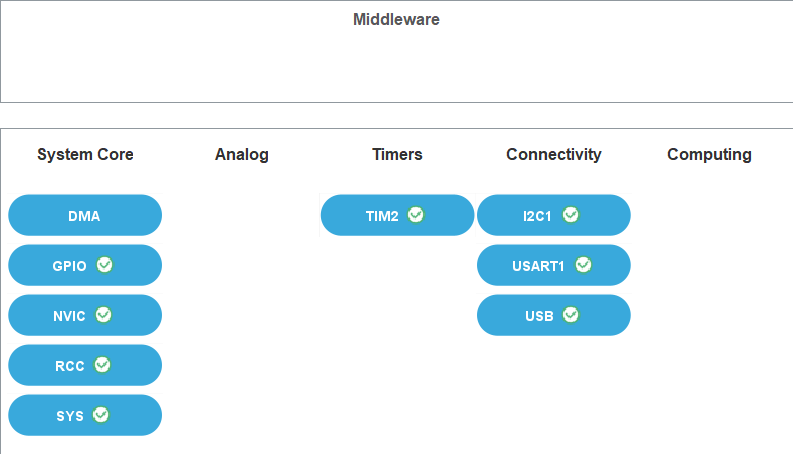 Middleware
System Core Analog Timers Connectivity Computing
DMA TIM2 I2C1
GPIO USART1
NVIC USB
RCC
SYS